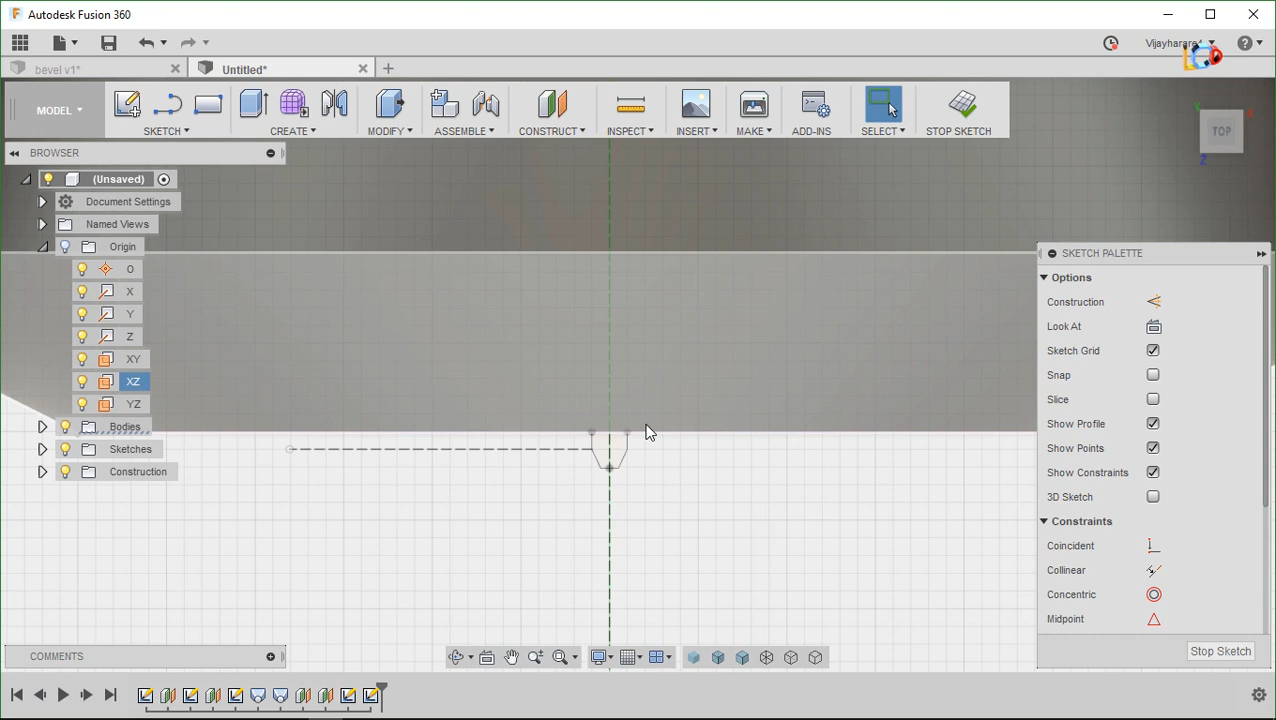 Autodesk Fusion 360
Vijayharare4
bevel v1*
Untitled*
MODEL
SKETCH
CREATE
MODIFY
ASSEMBLE
CONSTRUCT
INSPECT
INSERT
MAKE
ADD-INS
SELECT
STOP SKETCH
TOP
X
Y
Z
BROWSER
(Unsaved)
Document Settings
Named Views
Origin
O
X
Y
Z
XY
XZ
YZ
Bodies
Sketches
Construction
SKETCH PALETTE
Options
Construction
Look At
Sketch Grid
Snap
Slice
Show Profile
Show Points
Show Constraints
3D Sketch
Constraints
Coincident
Collinear
Concentric
Midpoint
Stop Sketch
COMMENTS